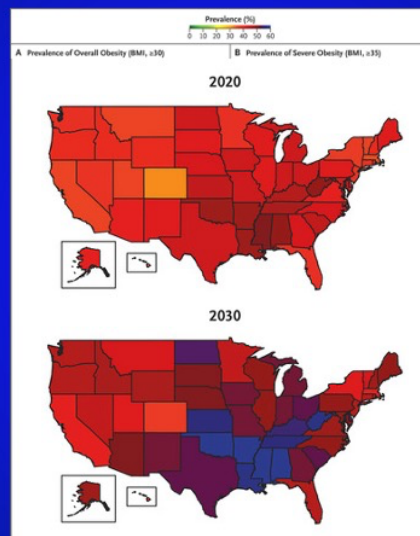 Prevalence (%)
0 10 20 30 40 50 60
A Prevalence of Overall Obesity (BMI, ≥30)
B Prevalence of Severe Obesity (BMI, ≥35)
2020
2030